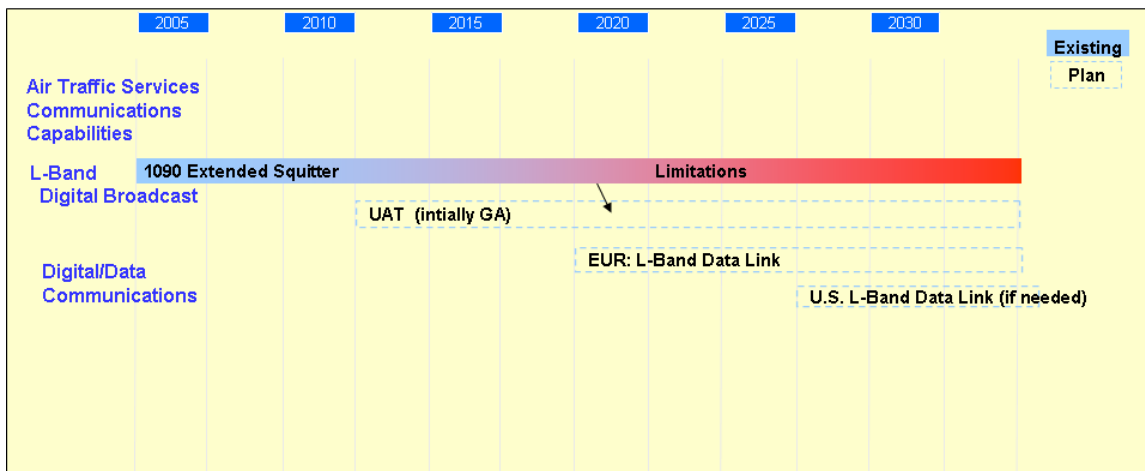 2005 2010 2015 2020 2025 2030
Existing
Plan
Air Traffic Services
Communications
Capabilities
L-Band
Digital Broadcast
1090 Extended Squitter
Limitations
UAT (intially GA)
EUR: L-Band Data Link
Digital/Data
Communications
U.S. L-Band Data Link (if needed)